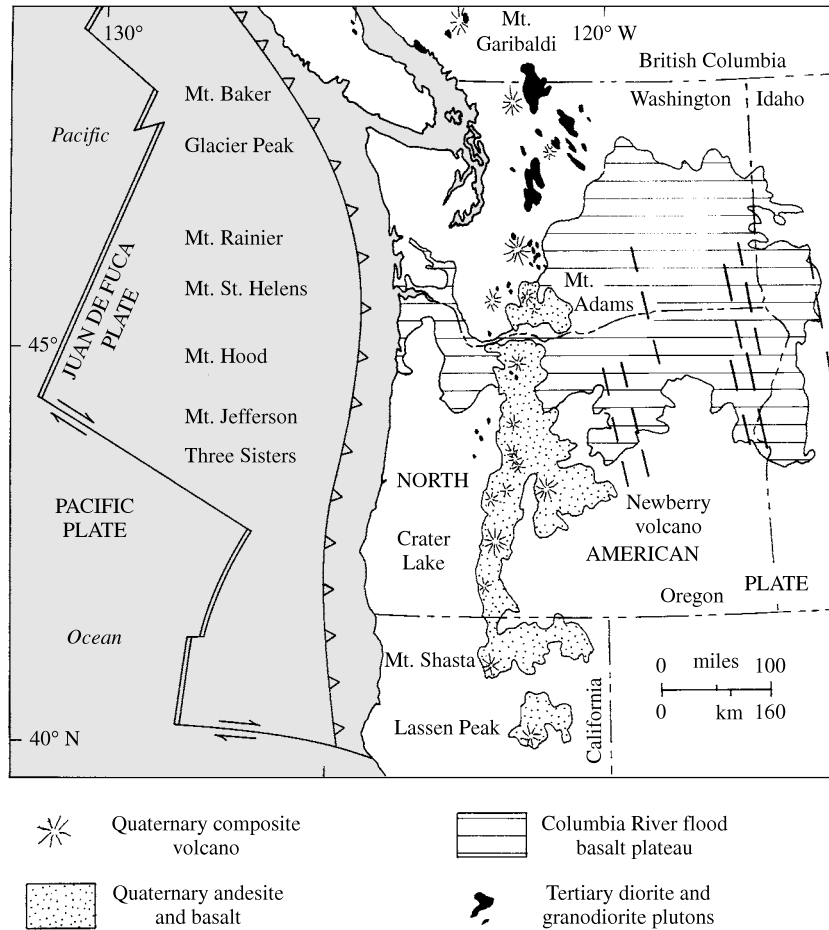 130°
Mt.
Garibaldi
120° W
British Columbia
Washington
Idaho
Mt. Baker
Pacific
Glacier Peak
Mt. Rainier
Mt. St. Helens
Mt.
Adams
JUAN DE FUCA
PLATE
45°
Mt. Hood
Mt. Jefferson
Three Sisters
NORTH
PACIFIC
PLATE
Newberry
volcano
Crater
Lake
AMERICAN
PLATE
Oregon
Ocean
Mt. Shasta
0 miles 100
0 km 160
California
Lassen Peak
40° N
Quaternary composite
volcano
Columbia River flood
basalt plateau
Quaternary andesite
and basalt
Tertiary diorite and
granodiorite plutons